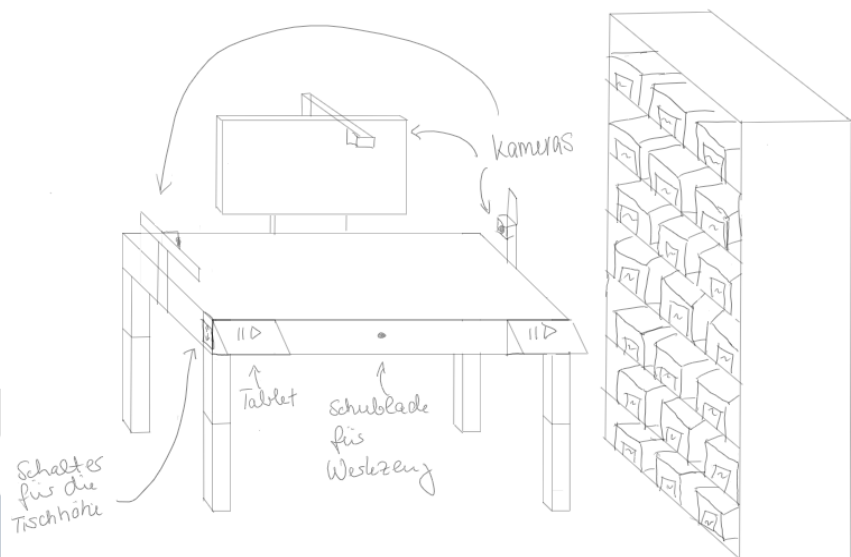 Kameras
Tablet
Schublade
für
Werkzeug
Schalter
für die
Tischhöhe